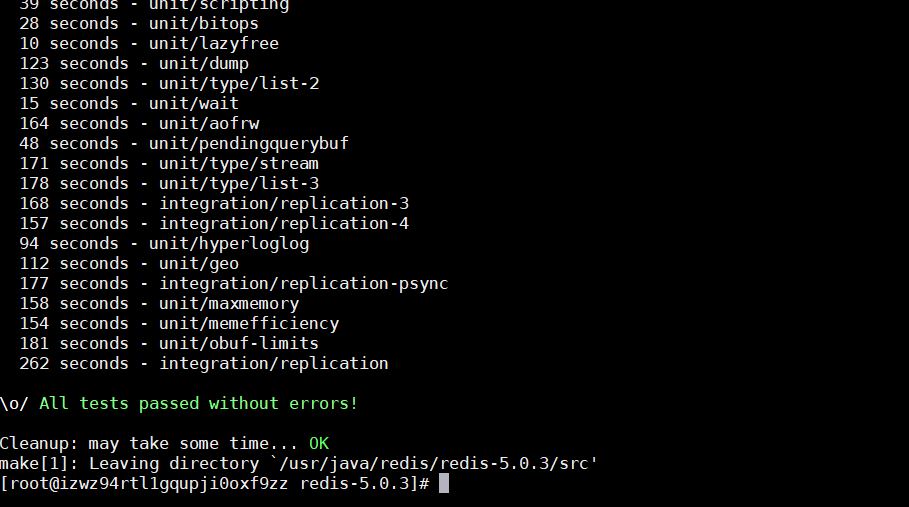 39 seconds - unit/scripting
28 seconds - unit/bitops
10 seconds - unit/lazyfree
123 seconds - unit/dump
130 seconds - unit/type/list-2
15 seconds - unit/wait
164 seconds - unit/aofrw
48 seconds - unit/pendingquerybuf
171 seconds - unit/type/stream
178 seconds - unit/type/list-3
168 seconds - integration/replication-3
157 seconds - integration/replication-4
94 seconds - unit/hyperloglog
112 seconds - unit/geo
177 seconds - integration/replication-psync
158 seconds - unit/maxmemory
154 seconds - unit/memefficiency
181 seconds - unit/obuf-limits
262 seconds - integration/replication
\o/ All tests passed without errors!
Cleanup: may take some time... OK
make[1]: Leaving directory `/usr/java/redis/redis-5.0.3/src'
[root@izwz94rtl1gqupji0oxf9zz redis-5.0.3]#